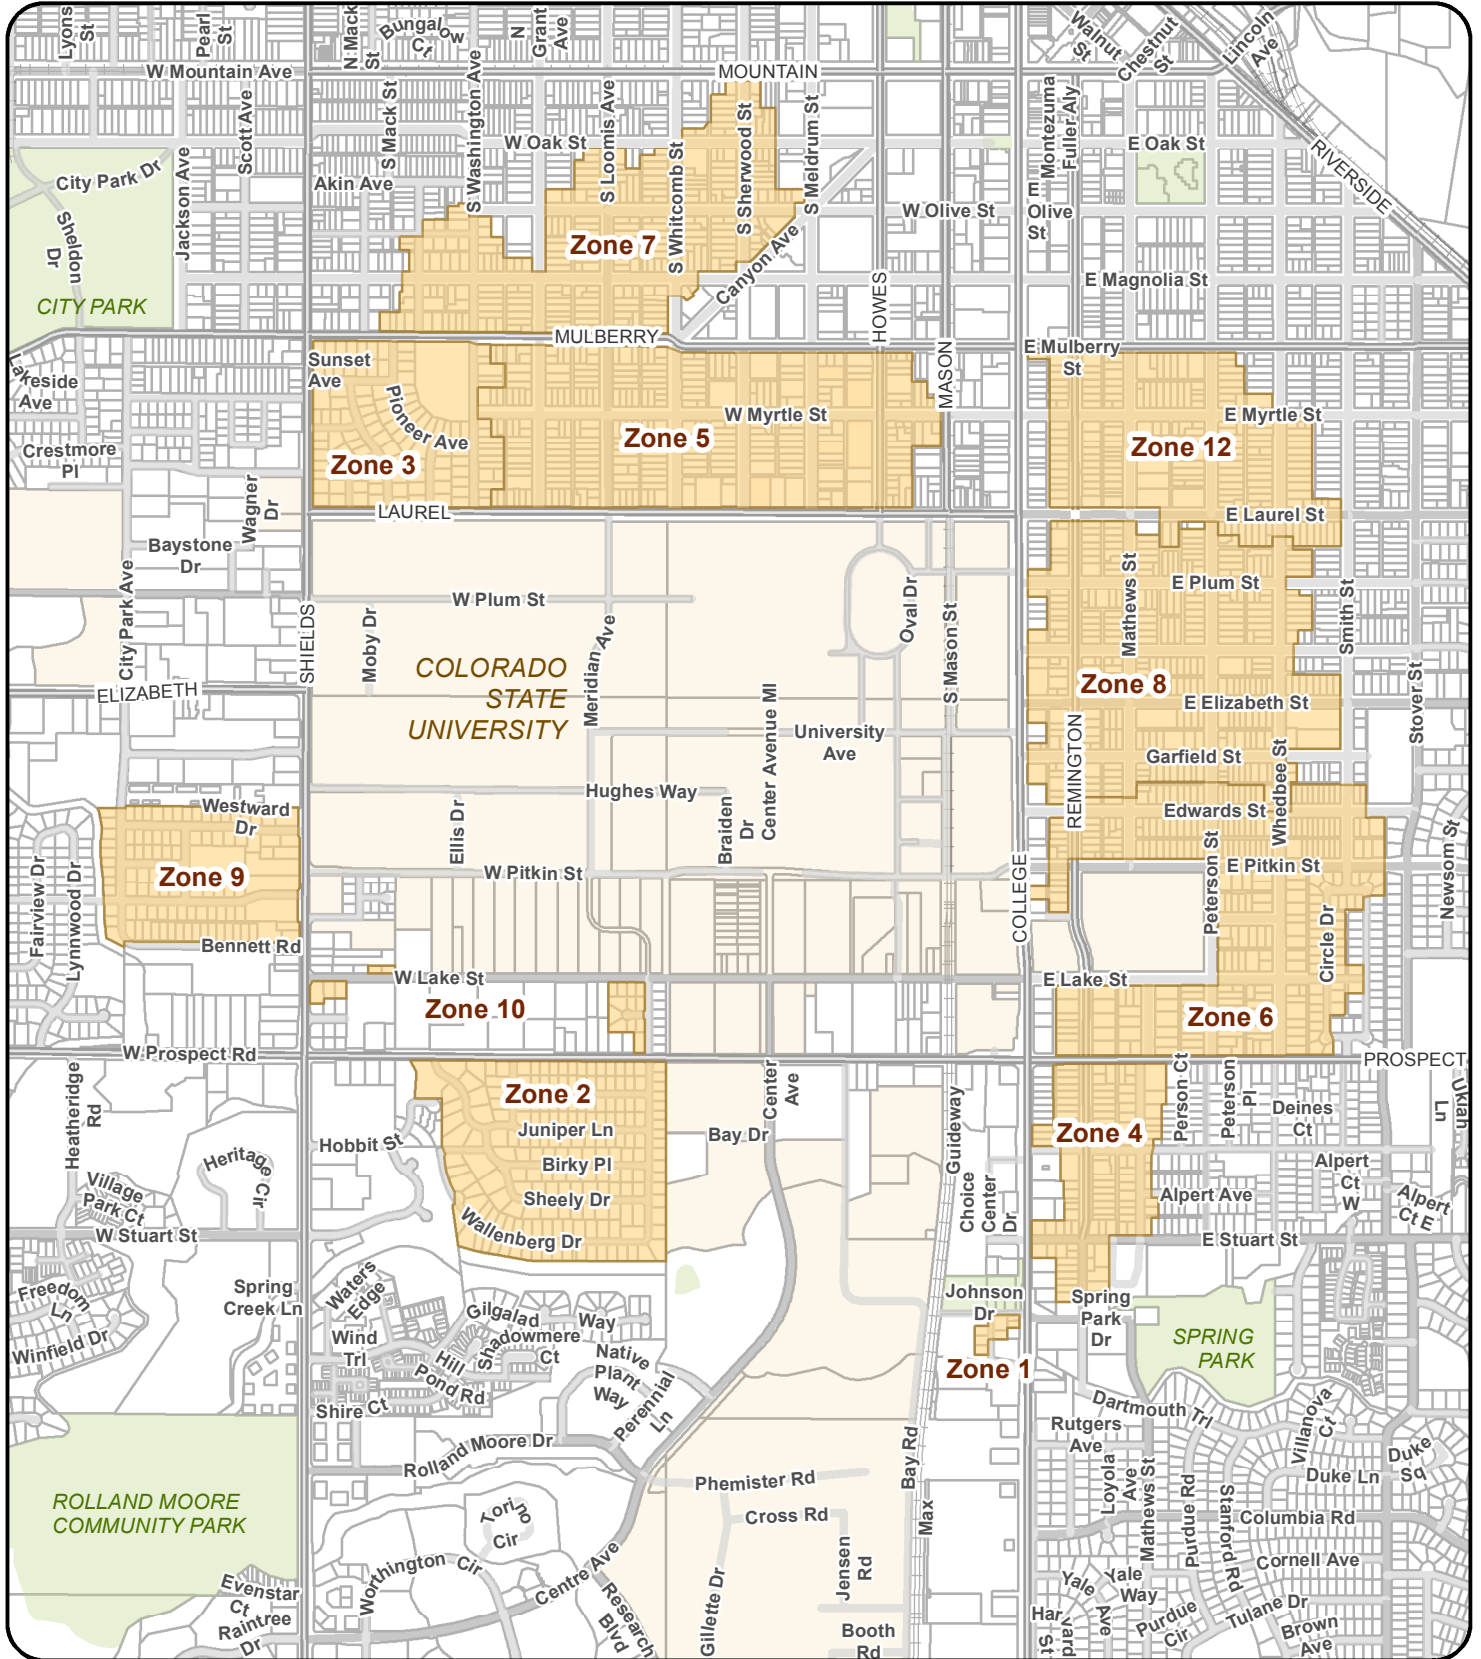 Lyons
St
Pearl
St
N Mack
St
Bungalow
Ct
N
Grant
Ave
Walnut
St
Chestnut
St
Lincoln
Ave
W Mountain Ave
MOUNTAIN
Scott Ave
S Mack St
S Washington Ave
S Loomis Ave
S Sherwood St
S Meldrum St
Montezuma
Fuller Aly
W Oak St
E Oak St
RIVERSIDE
City Park Dr
Akin Ave
Jackson Ave
Sheldon
Dr
S Whitcomb St
W Olive St
E
Olive
St
Zone 7
Canyon Ave
E Magnolia St
CITY PARK
HOWES
MULBERRY
E Mulberry
St
Sunset
Ave
Lakeside
Ave
MASON
Pioneer Ave
W Myrtle St
E Myrtle St
Zone 3
Zone 5
Zone 12
Crestmore
Pl
Wagner
Dr
LAUREL
E Laurel St
Baystone
Dr
City Park Ave
W Plum St
E Plum St
SHIELDS
Moby Dr
Meridian Ave
Oval Dr
S Mason St
Mathews St
Smith St
COLORADO
STATE
UNIVERSITY
Zone 8
ELIZABETH
E Elizabeth St
Stover St
University
Ave
Center Avenue Ml
REMINGTON
Garfield St
Hughes Way
Whedbee St
Westward
Dr
Ellis Dr
Braiden
Dr
Edwards St
Newsom St
Fairview Dr
Lynnwood Dr
Zone 9
W Pitkin St
E Pitkin St
Peterson St
COLLEGE
Circle Dr
Bennett Rd
W Lake St
E Lake St
Zone 10
Zone 6
W Prospect Rd
PROSPECT
Heatheridge
Rd
Zone 2
Center
Ave
Guideway
Person Ct
Peterson
Pl
Deines
Ct
Ukiah
Ln
Juniper Ln
Bay Dr
Zone 4
Hobbit St
Birky Pl
Heritage
Cir
Sheely Dr
Choice
Center
Dr
Alpert
Ct
W
Alpert Ave
Alpert
Ct E
Village
Park Ct
Wallenberg Dr
W Stuart St
E Stuart St
Waters
Edge
Spring
Creek Ln
Freedom
Ln
Winfield Dr
Johnson
Dr
Spring
Park
Dr
Gilgalad
Way
Wind
Trl
Shadowmere
Ct
Native
Plant
Way
SPRING
PARK
Hill
Pond Rd
Zone 1
Shire Ct
Perennial
Ln
Dartmouth Trl
Rutgers
Ave
Villanova
Ct
Rolland Moore Dr
Bay Rd
Duke
Sq
Phemister Rd
Loyola
Ave
Duke Ln
ROLLAND MOORE
COMMUNITY PARK
Torino
Cir
Cross Rd
Max
Mathews St
Purdue Rd
Stanford Rd
Columbia Rd
Cornell Ave
Worthington Cir
Centre Ave
Jensen
Rd
Evenstar
Ct
Raintree
Dr
Research
Blvd
Gillette Dr
Booth
Rd
Yale
Ave
Yale
Way
Harvard
St
Purdue
Cir
Tulane Dr
Brown
Ave